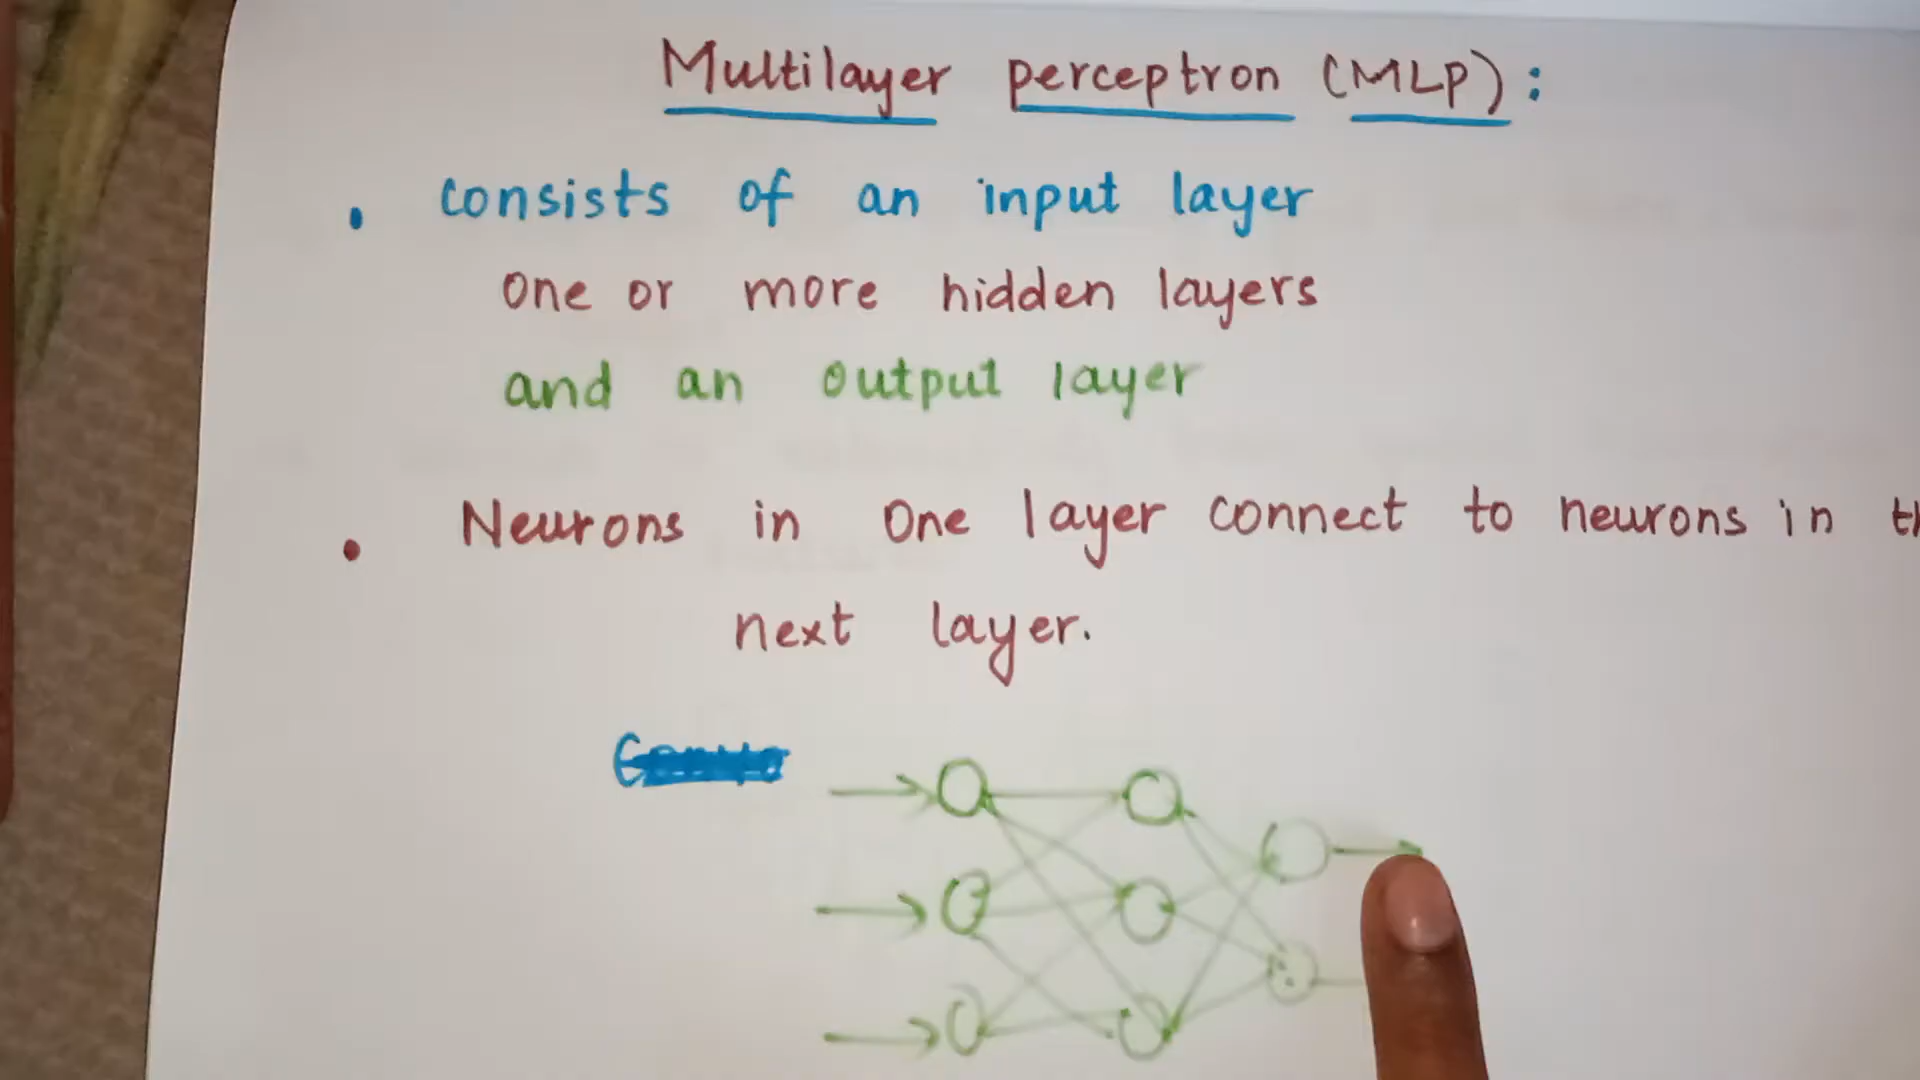 Multilayer perceptron (MLP):
• consists of an input layer
one or more hidden layers
and an output layer
• Neurons in one layer connect to neurons in
next layer.